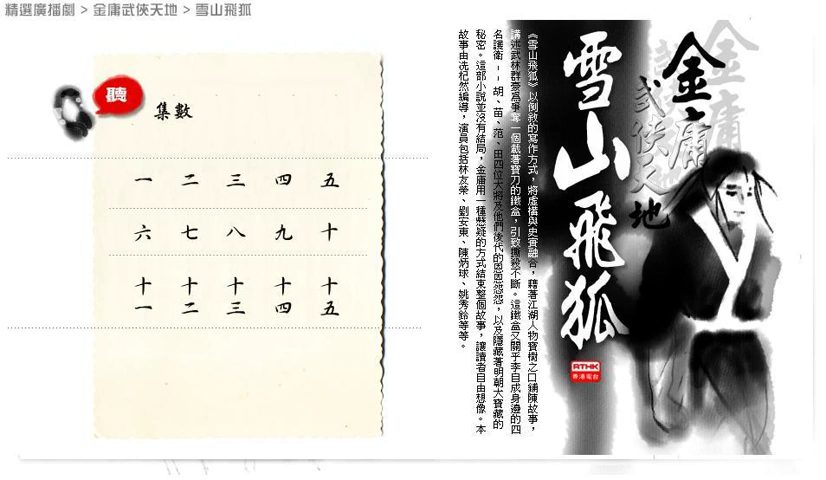 精選廣播劇 > 金庸武俠天地 > 雪山飛狐
聽
集數
一 二 三 四 五
六 七 八 九 十
十一 十二 十三 十四 十五
《雪山飛狐》以倒敘的寫作方式，將虛構與史實融合，藉著江湖人物寶樹之口鋪陳故事，
講述武林群豪為爭奪一個載著寶刀的鐵盒，引致撕殺不斷。這鐵盒又關乎李自成身邊的四
名護衛——胡、苗、范、田四位大將及他們後代的恩恩怨怨，以及隱藏著明朝大寶藏的
秘密。這部小說並沒有結局，金庸用一種懸疑的方式結束整個故事，讓讀者自由想像。本
故事由冼杞然編導，演員包括林友榮、劉安東、陳炳球、姚秀鈴等等。
雪山飛狐
金庸
武俠天地
RTHK
香港電台